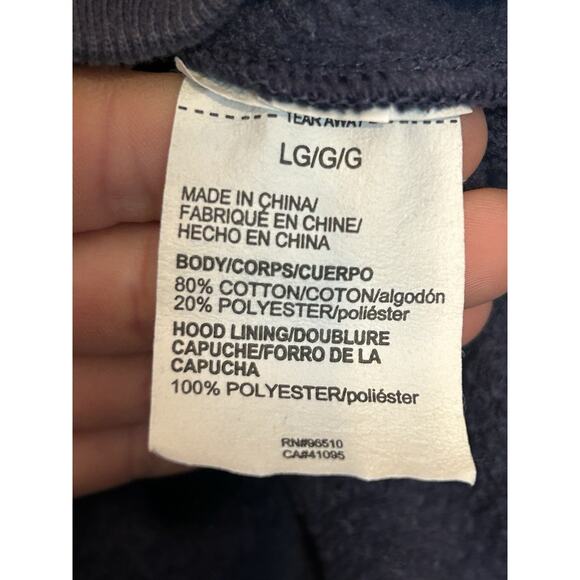 TEAR AWAY
LG/G/G
MADE IN CHINA/
FABRIQUÉ EN CHINE/
HECHO EN CHINA
BODY/CORPS/CUERPO
80% COTTON/COTON/algodón
20% POLYESTER/poliéster
HOOD LINING/DOUBLURE
CAPUCHE/FORRO DE LA
CAPUCHA
100% POLYESTER/poliéster
RN#96510
CA#41095